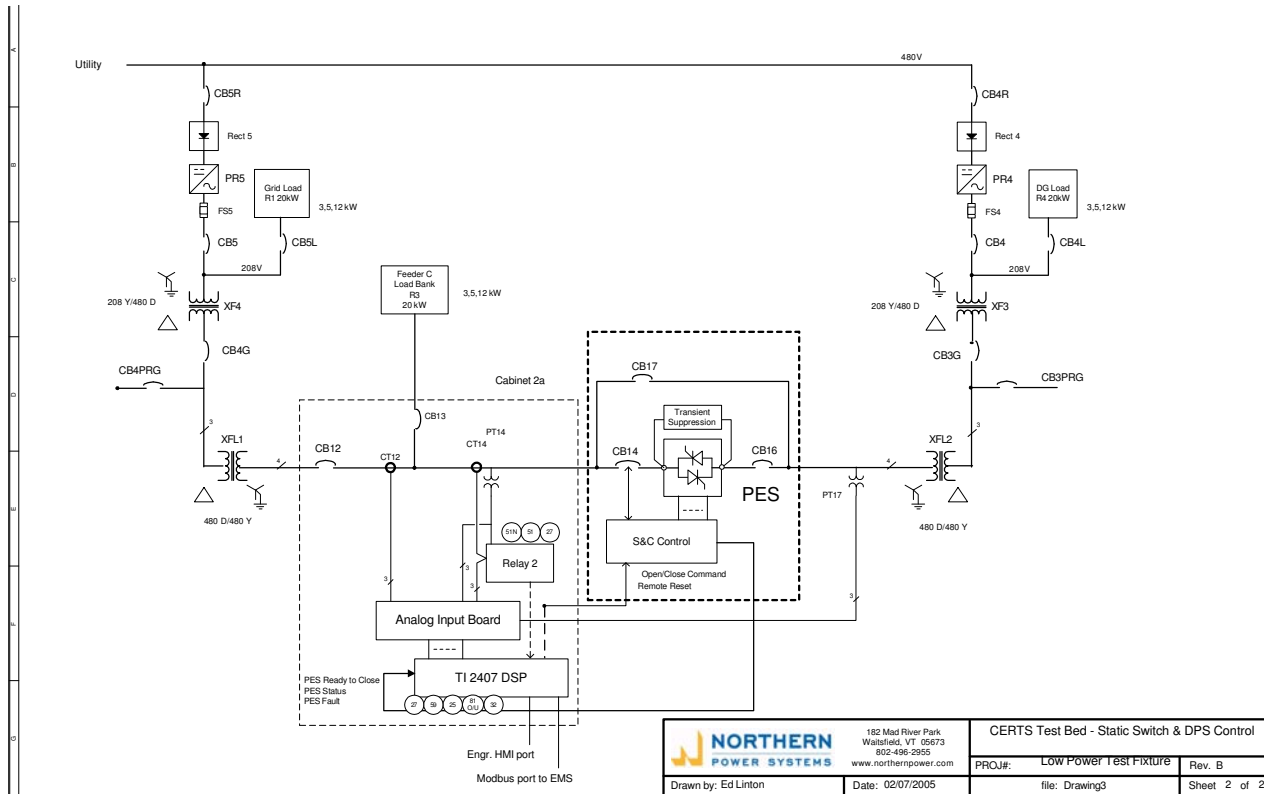 A
B
C
D
E
F
G
Utility
480V
CB5R
CB4R
Rect 5
Rect 4
PR5
PR4
Grid Load
R1 20kW
3,5,12 kW
DG Load
R4 20kW
3,5,12 kW
FS5
FS4
CB5
CB5L
CB4
CB4L
208V
208V
Feeder C
Load Bank
R3
20 kW
3,5,12 kW
208 Y/480 D
XF4
208 Y/480 D
XF3
CB4G
CB3G
CB4PRG
CB3PRG
CB17
Cabinet 2a
Transient
Suppression
CB13
PT14
CT14
3
3
XFL1
CB12
CT12
CB14
CB16
XFL2
4
4
PES
PT17
480 D/480 Y
480 D/480 Y
51N
51
27
S&C Control
Relay 2
3
3
3
3
Open/Close Command
Remote Reset
Analog Input Board
TI 2407 DSP
PES Ready to Close
PES Status
PES Fault
27
59
25
81
O/U
32
Engr. HMI port
Modbus port to EMS
NORTHERN
POWER SYSTEMS
182 Mad River Park
Waitsfield, VT 05673
802-496-2955
www.northernpower.com
CERTS Test Bed - Static Switch & DPS Control
PROJ#:
Low Power Test Fixture
Rev. B
Drawn by: Ed Linton
Date: 02/07/2005
file: Drawing3
Sheet 2 of 2